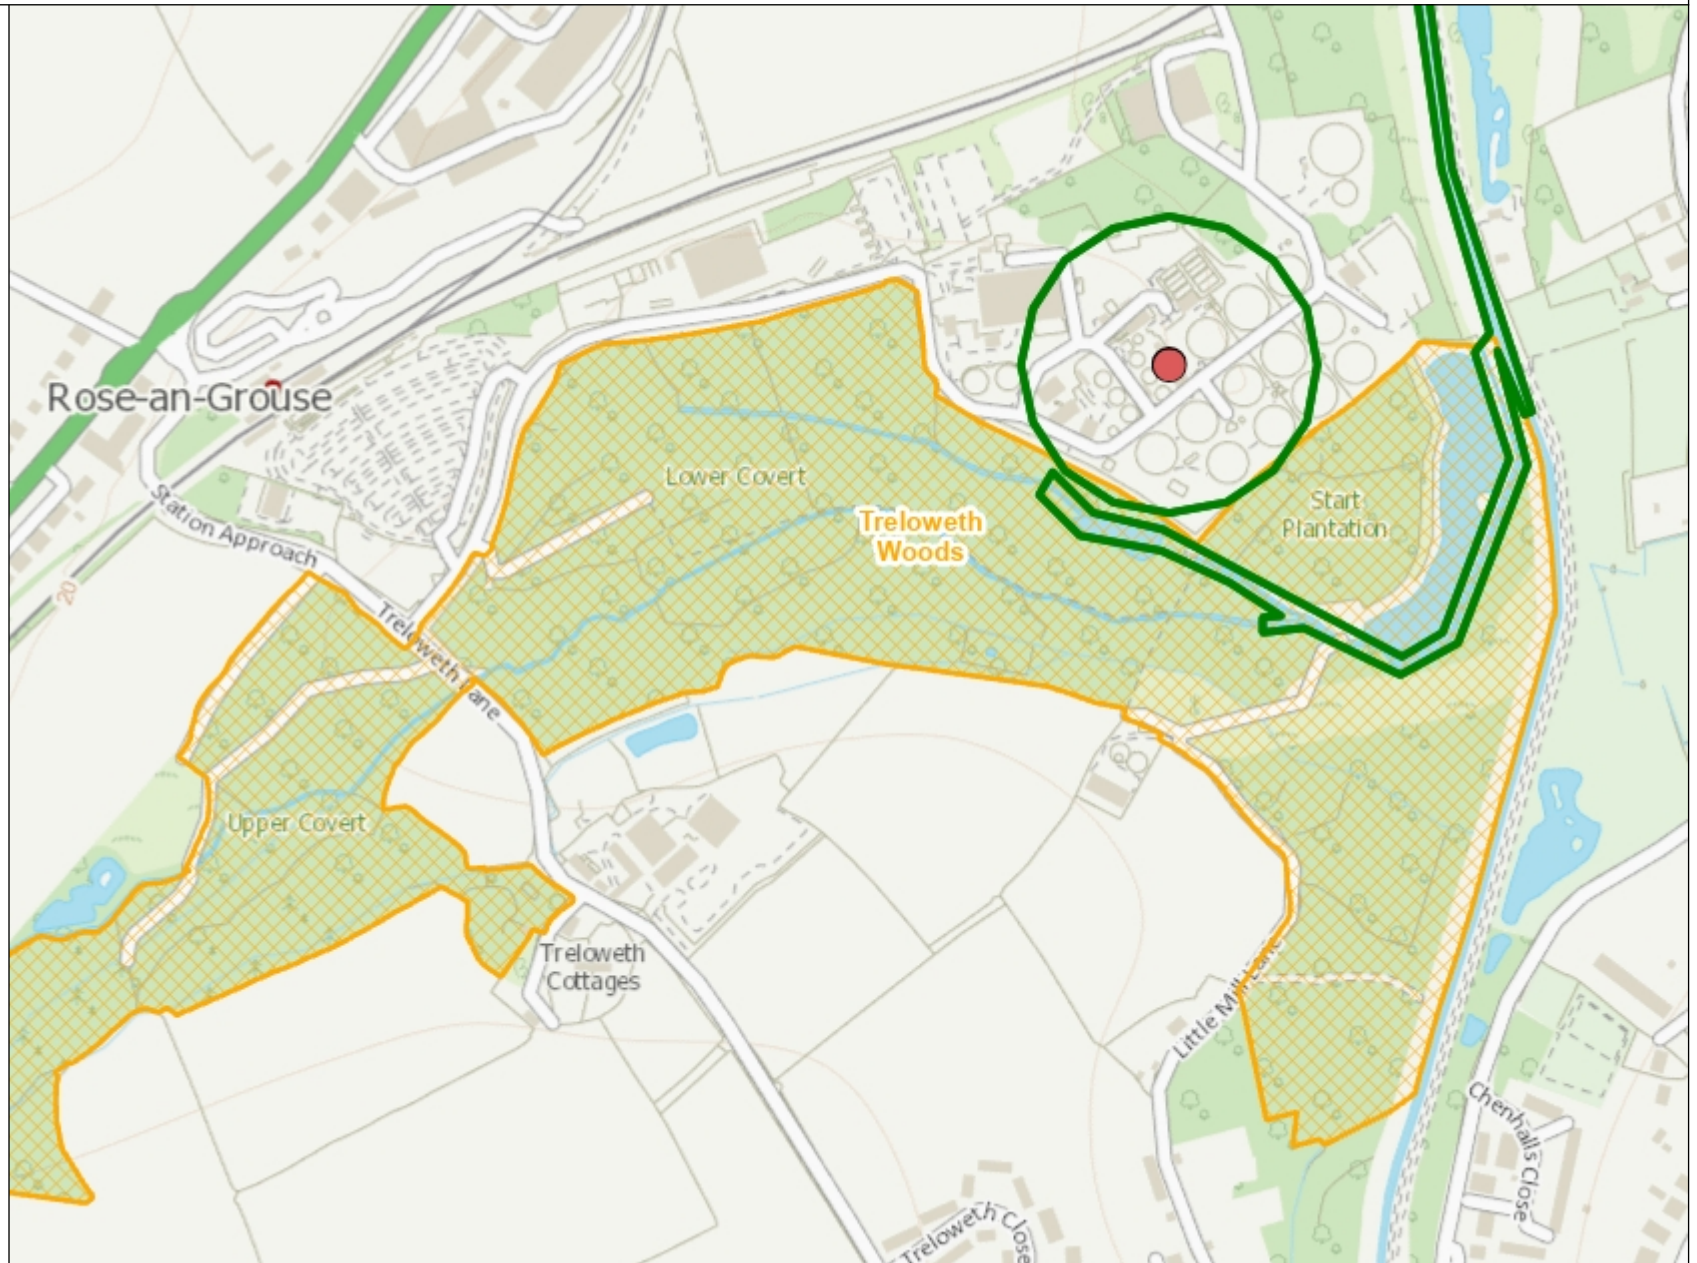 Rose-an-Grouse
Station Approach
20
Lower Covert
Treloweth
Woods
Start
Plantation
Treloweth Lane
Upper Covert
Treloweth
Cottages
Little Mill Lane
Chenhalls Close
Treloweth Close